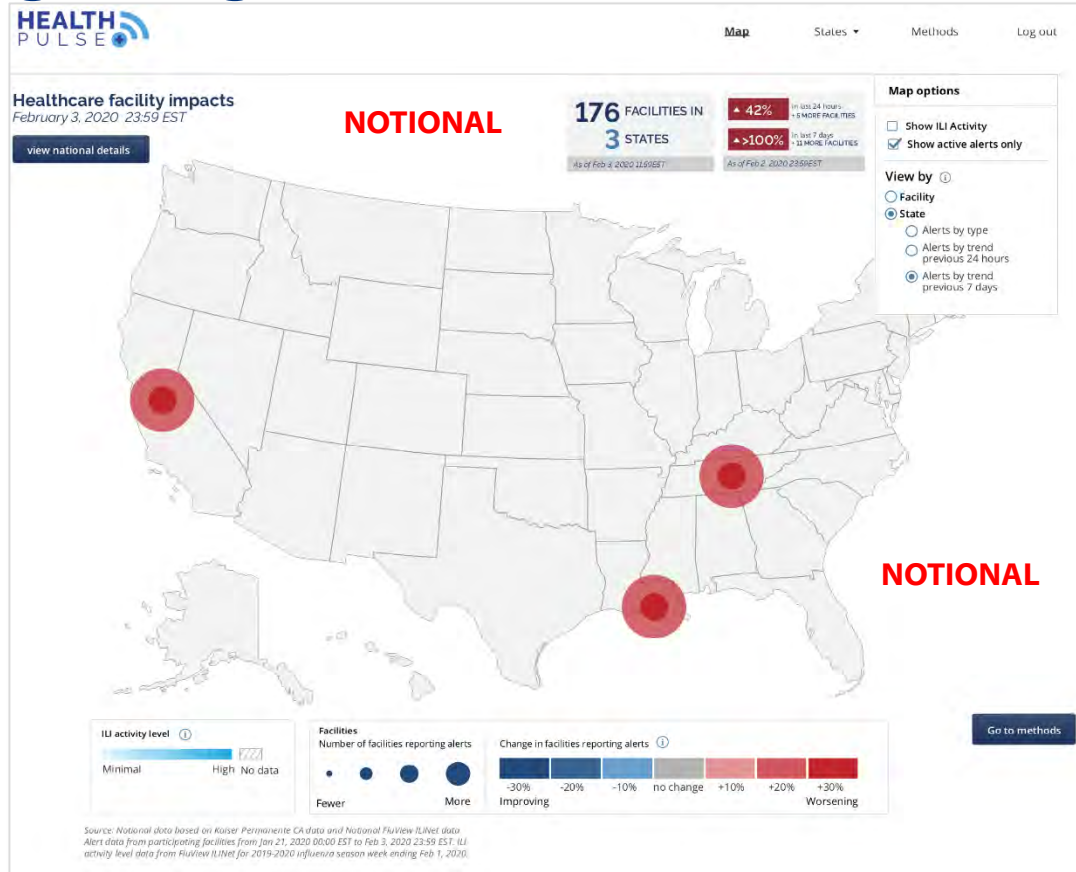 HEALTH
PULSE
Map
States
Methods
Log out
Healthcare facility impacts
February 3, 2020 23:59 EST
view national details
NOTIONAL
176 FACILITIES IN
3 STATES
As of Feb 3, 2020 11:59EST
42%
in last 24 hours
+ 5 MORE FACILITIES
>100%
in last 7 days
+ 11 MORE FACILITIES
As of Feb 2, 2020 23:59EST
Map options
Show ILI Activity
Show active alerts only
View by
Facility
State
Alerts by type
Alerts by trend
previous 24 hours
Alerts by trend
previous 7 days
NOTIONAL
ILI activity level
Minimal
High
No data
Facilities
Number of facilities reporting alerts
Fewer
More
Change in facilities reporting alerts
-30% -20% -10% no change +10% +20% +30%
Improving
Worsening
Go to methods
Source: National data based on Kaiser Permanente CA data and National FluView ILINet data
Alert data from participating facilities from Jan 21, 2020 00:00 EST to Feb 3, 2020 23:59 EST. ILI
activity level data from FluView ILINet for 2019-2020 influenza season week ending Feb 1, 2020.